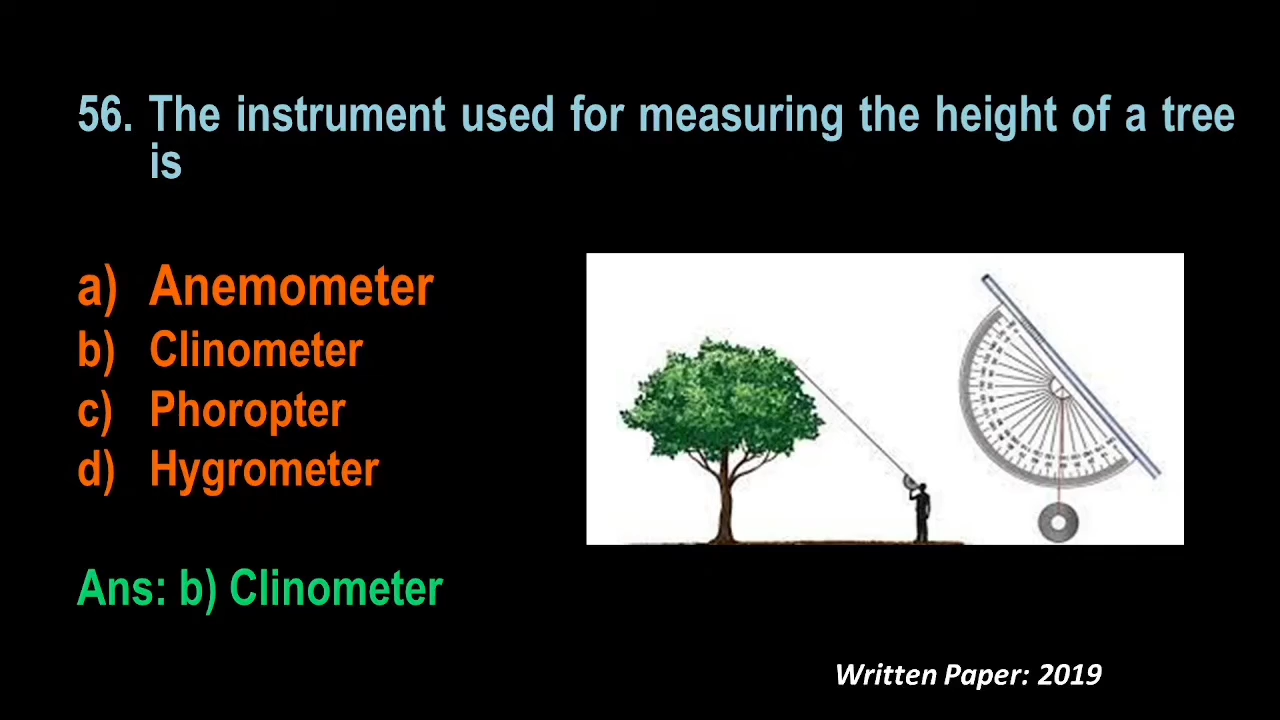 56. The instrument used for measuring the height of a tree
is
a) Anemometer
b) Clinometer
c) Phoropter
d) Hygrometer
Ans: b) Clinometer
Written Paper: 2019